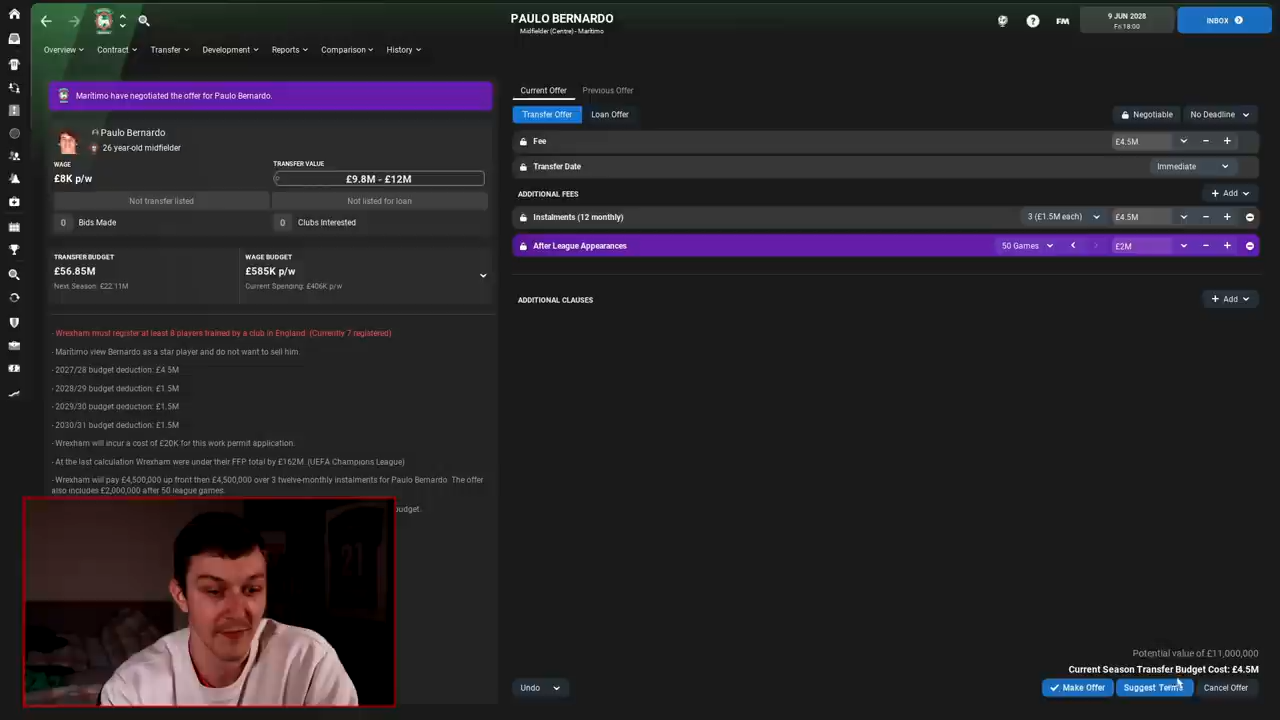 PAULO BERNARDO
Midfielder (Centre) - Marítimo
FM
9 JUN 2028
Fri 18:00
INBOX
Overview
Contract
Transfer
Development
Reports
Comparison
History
Marítimo have negotiated the offer for Paulo Bernardo.
Paulo Bernardo
26 year-old midfielder
WAGE
£8K p/w
TRANSFER VALUE
£9.8M - £12M
Not transfer listed
Not listed for loan
0 Bids Made
0 Clubs Interested
TRANSFER BUDGET
£56.85M
Next Season: £22.11M
WAGE BUDGET
£585K p/w
Current Spending: £406K p/w
- Wrexham must register at least 8 players trained by a club in England. (Currently 7 registered)
- Marítimo view Bernardo as a star player and do not want to sell him.
- 2027/28 budget deduction: £4.5M
- 2028/29 budget deduction: £1.5M
- 2029/30 budget deduction: £1.5M
- 2030/31 budget deduction: £1.5M
- Wrexham will incur a cost of £20K for this work permit application.
- At the last calculation Wrexham were under their FFP total by £162M. (UEFA Champions League)
- Wrexham will pay £4,500,000 up front then £4,500,000 over 3 twelve-monthly instalments for Paulo Bernardo. The offer
also includes £2,000,000 after 50 league games.
budget.
21
Current Offer
Previous Offer
Transfer Offer
Loan Offer
Negotiable
No Deadline
Fee
£4.5M
Transfer Date
Immediate
ADDITIONAL FEES
Add
Instalments (12 monthly)
3 (£1.5M each)
£4.5M
After League Appearances
50 Games
£2M
ADDITIONAL CLAUSES
Add
Potential value of £11,000,000
Current Season Transfer Budget Cost: £4.5M
Undo
Make Offer
Suggest Terms
Cancel Offer